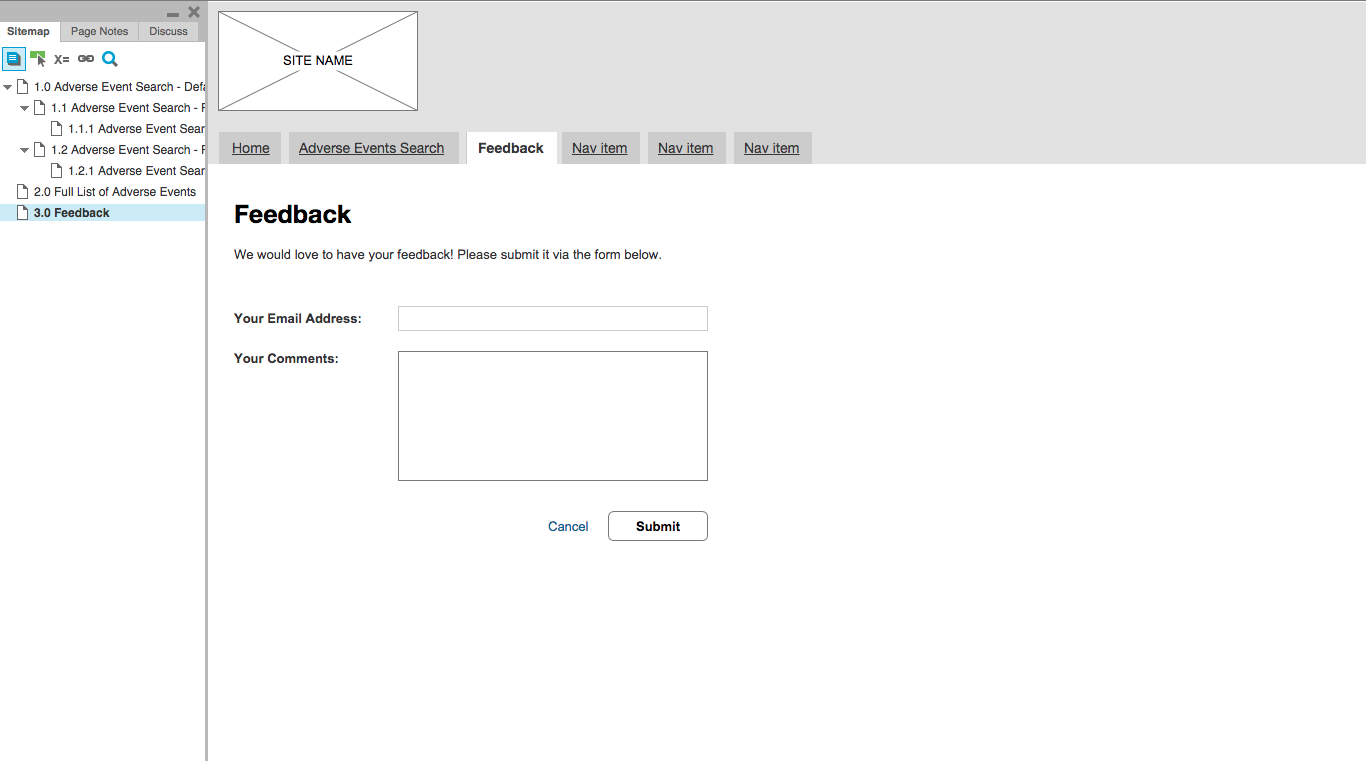 Sitemap Page Notes Discuss
X=
1.0 Adverse Event Search - Defa
1.1 Adverse Event Search -
1.1.1 Adverse Event Sear
1.2 Adverse Event Search -
1.2.1 Adverse Event Sear
2.0 Full List of Adverse Events
3.0 Feedback
SITE NAME
Home Adverse Events Search Feedback Nav item Nav item Nav item
Feedback
We would love to have your feedback! Please submit it via the form below.
Your Email Address:
Your Comments:
Cancel Submit